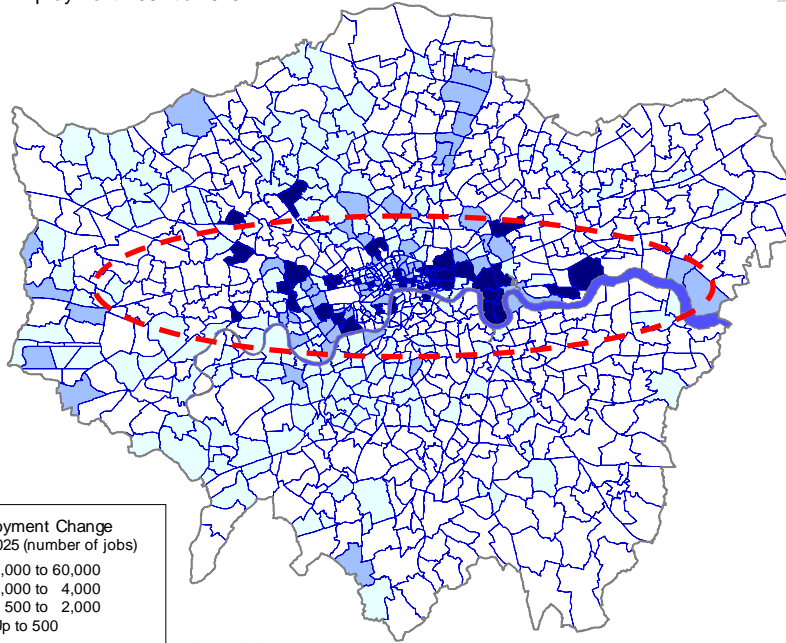 oyment Change
025 (number of jobs)
,000 to 60,000
,000 to 4,000
500 to 2,000
Up to 500